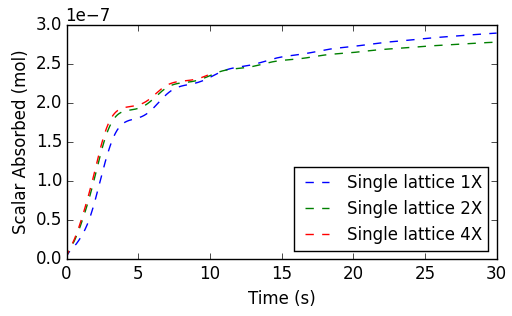 1e−7
3.0
2.5
2.0
1.5
1.0
0.5
0.0
Scalar Absorbed (mol)
Single lattice 1X
Single lattice 2X
Single lattice 4X
0 5 10 15 20 25 30
Time (s)